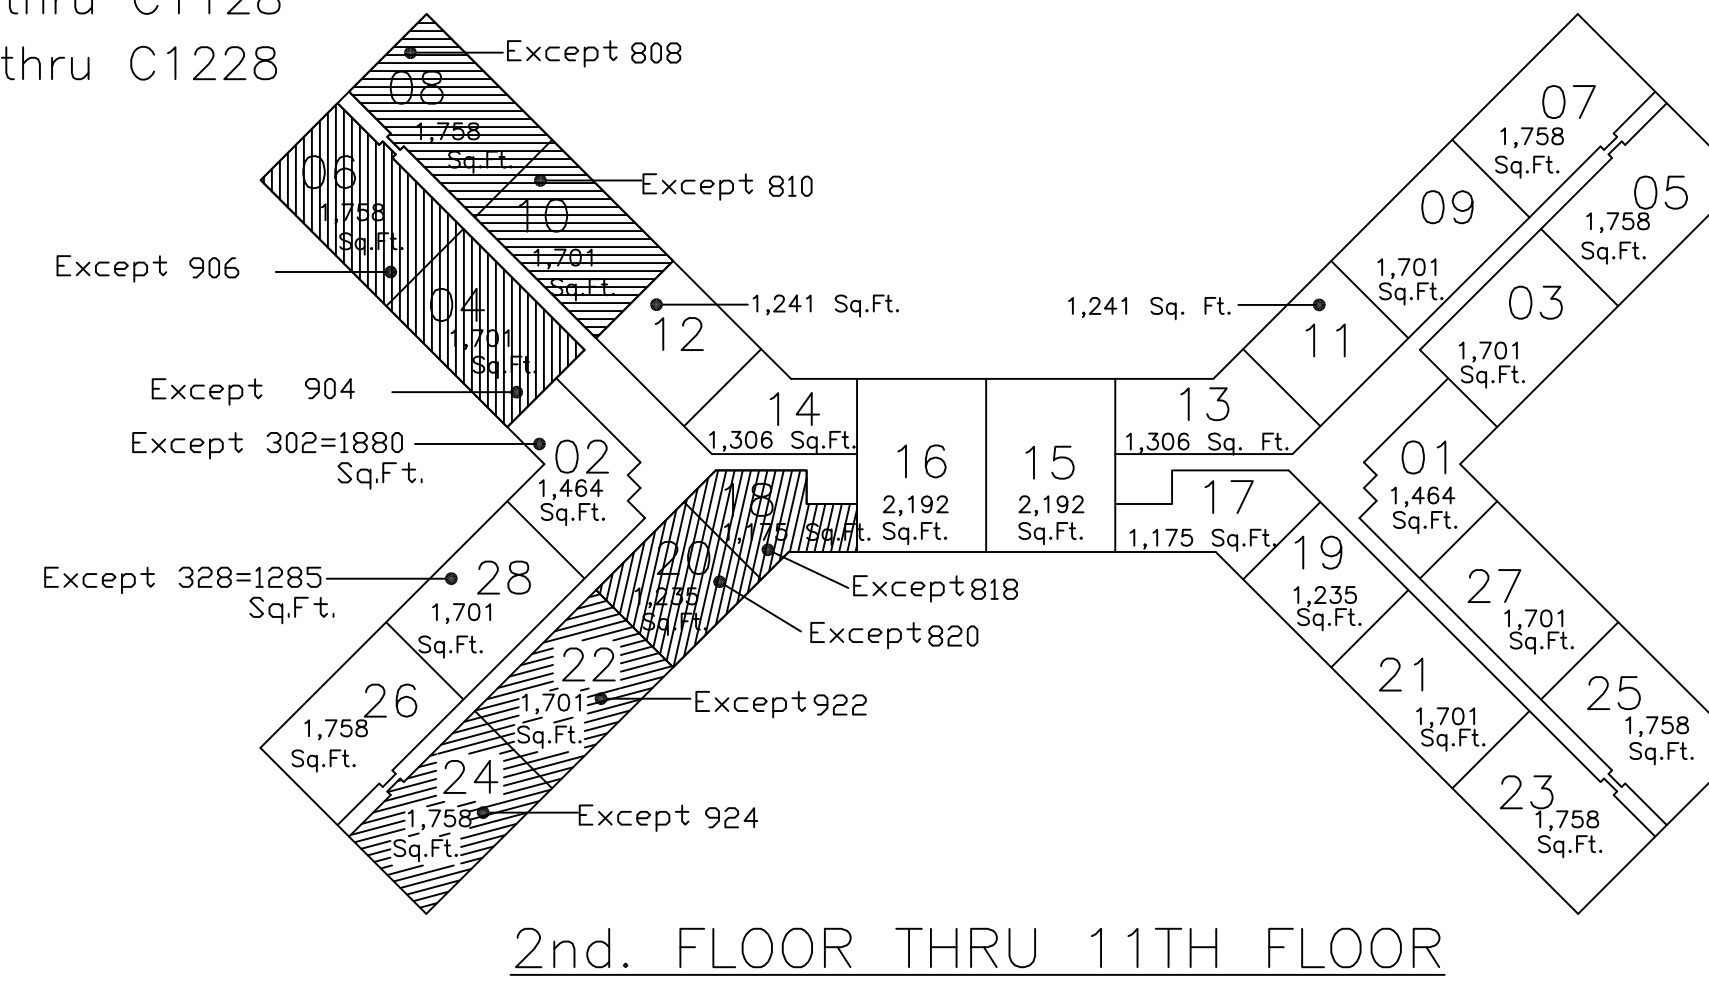 thru C1128
thru C1228
08
1,758
Sq.Ft.
Except 808
06
1,758
Sq.Ft.
10
1,701
Sq.Ft.
Except 810
Except 906
04
1,701
Sq.Ft.
Except 904
12
1,241 Sq.Ft.
14
1,306 Sq.Ft.
Except 302=1880
Sq.Ft.
02
1,464
Sq.Ft.
16
2,192
Sq.Ft.
15
2,192
Sq.Ft.
18
1,175 Sq.Ft.
20
1,235
Sq.Ft.
Except 818
Except 820
Except 328=1285
Sq.Ft.
28
1,701
Sq.Ft.
26
1,758
Sq.Ft.
22
1,701
Sq.Ft.
Except 922
24
1,758
Sq.Ft.
Except 924
07
1,758
Sq.Ft.
05
1,758
Sq.Ft.
09
1,701
Sq.Ft.
03
1,701
Sq.Ft.
1,241 Sq. Ft.
11
13
1,306 Sq. Ft.
01
1,464
Sq.Ft.
17
1,175 Sq.Ft.
19
1,235
Sq.Ft.
27
1,701
Sq.Ft.
21
1,701
Sq.Ft.
25
1,758
Sq.Ft.
23
1,758
Sq.Ft.
2nd. FLOOR THRU 11TH FLOOR